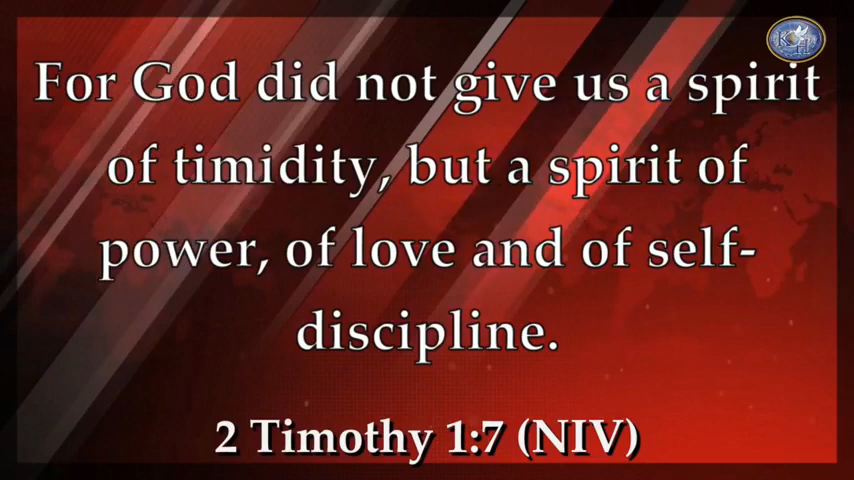 For God did not give us a spirit
of timidity, but a spirit of
power, of love and of self-
discipline.
2 Timothy 1:7 (NIV)